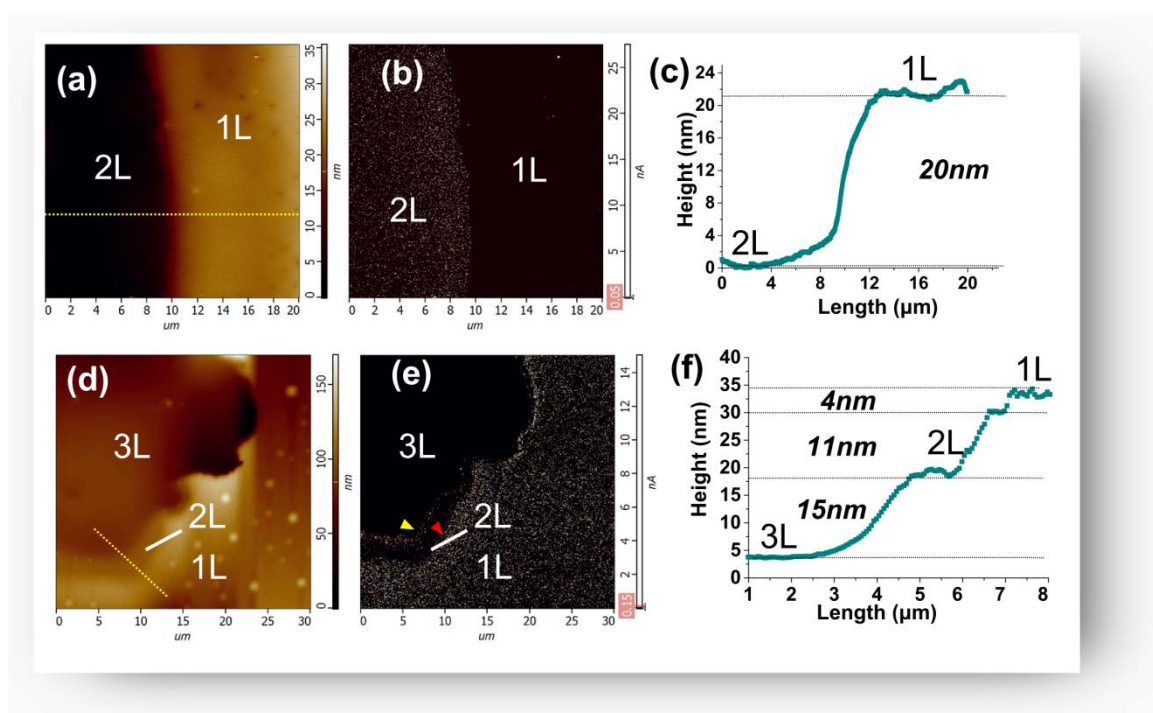 (a)
1L
2L
0 5 10 15 20 25 30 35
nm
0 2 4 6 8 10 12 14 16 18 20
um
(b)
1L
2L
0.05 5 10 15 20 25
nA
0 2 4 6 8 10 12 14 16 18 20
um
(c)
1L
20nm
2L
24
20
16
12
8
4
0
Height (nm)
0 4 8 12 16 20
Length (µm)
(d)
3L
2L
1L
0 50 100 150
nm
0 5 10 15 20 25 30
um
(e)
3L
2L
1L
0.15 2 4 6 8 10 12 14
nA
0 5 10 15 20 25 30
um
(f)
1L
4nm
2L
11nm
15nm
3L
40
35
30
25
20
15
10
5
0
Height (nm)
1 2 3 4 5 6 7 8
Length (µm)